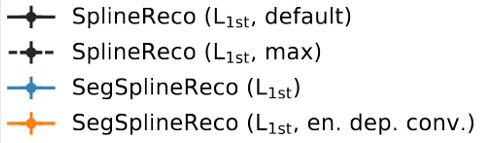 SplineReco (L₁ₛₜ, default)
SplineReco (L₁ₛₜ, max)
SegSplineReco (L₁ₛₜ)
SegSplineReco (L₁ₛₜ, en. dep. conv.)